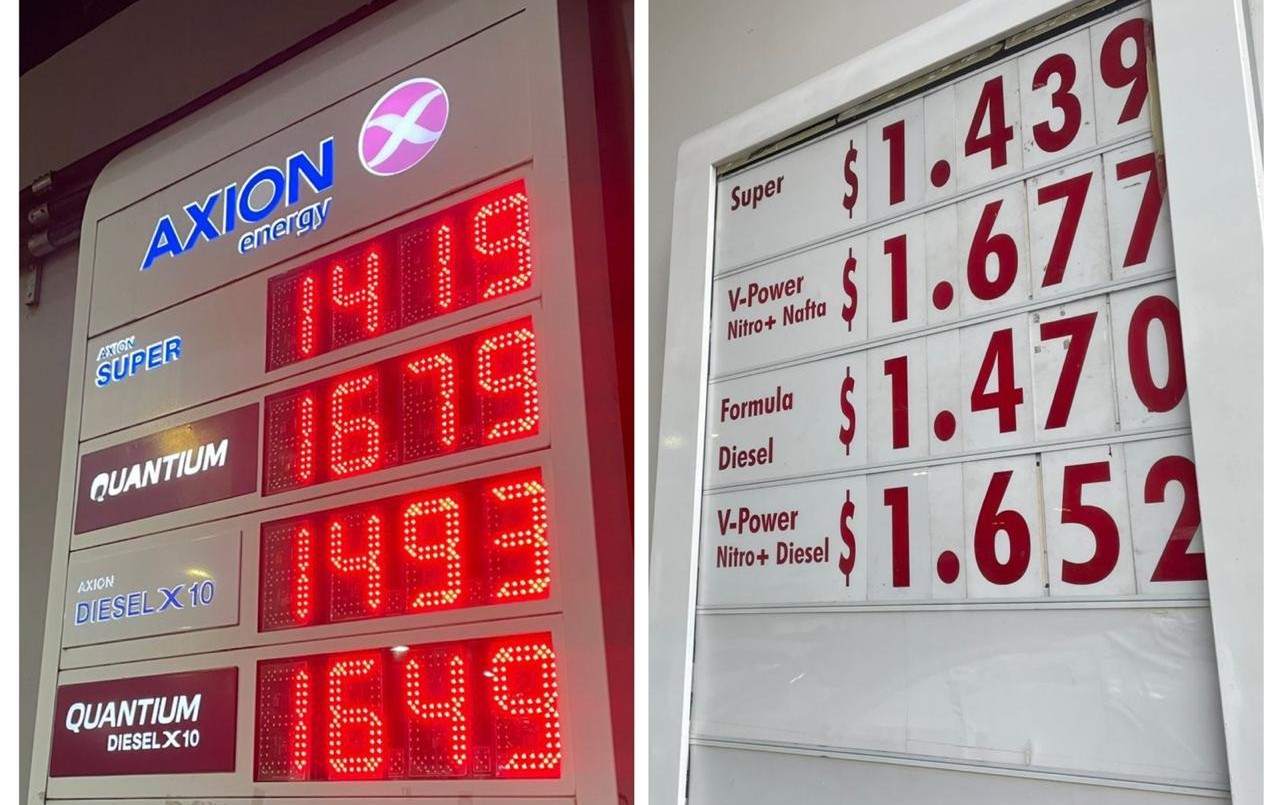 AXION
energy
AXION
SUPER
1419
QUANTIUM
1679
AXION
DIESEL X10
1493
QUANTIUM
DIESEL X10
1649
Super $ 1.439
V-Power
Nitro+ Nafta $ 1.677
Formula
Diesel $ 1.470
V-Power
Nitro+ Diesel $ 1.652